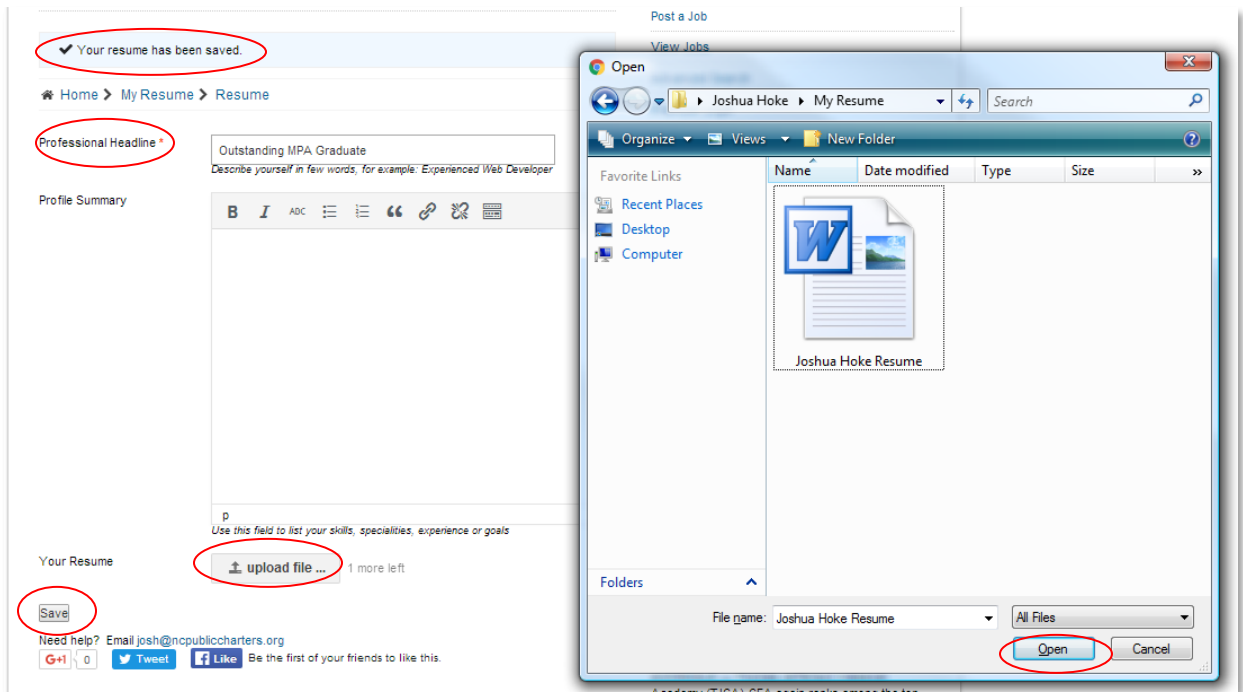 Post a Job
View Jobs
✔ Your resume has been saved.
Home > My Resume > Resume
Professional Headline *
Outstanding MPA Graduate
Describe yourself in few words, for example: Experienced Web Developer
Profile Summary
B I ABC
p
Use this field to list your skills, specialities, experience or goals
Your Resume
upload file ... 1 more left
Save
Need help? Email josh@ncpubliccharters.org
G+1 0 Tweet f Like Be the first of your friends to like this.
Open
Joshua Hoke My Resume Search
Organize Views New Folder
Favorite Links
Recent Places
Desktop
Computer
Name Date modified Type Size »
W
Joshua Hoke Resume
Folders
File name: Joshua Hoke Resume All Files
Open Cancel